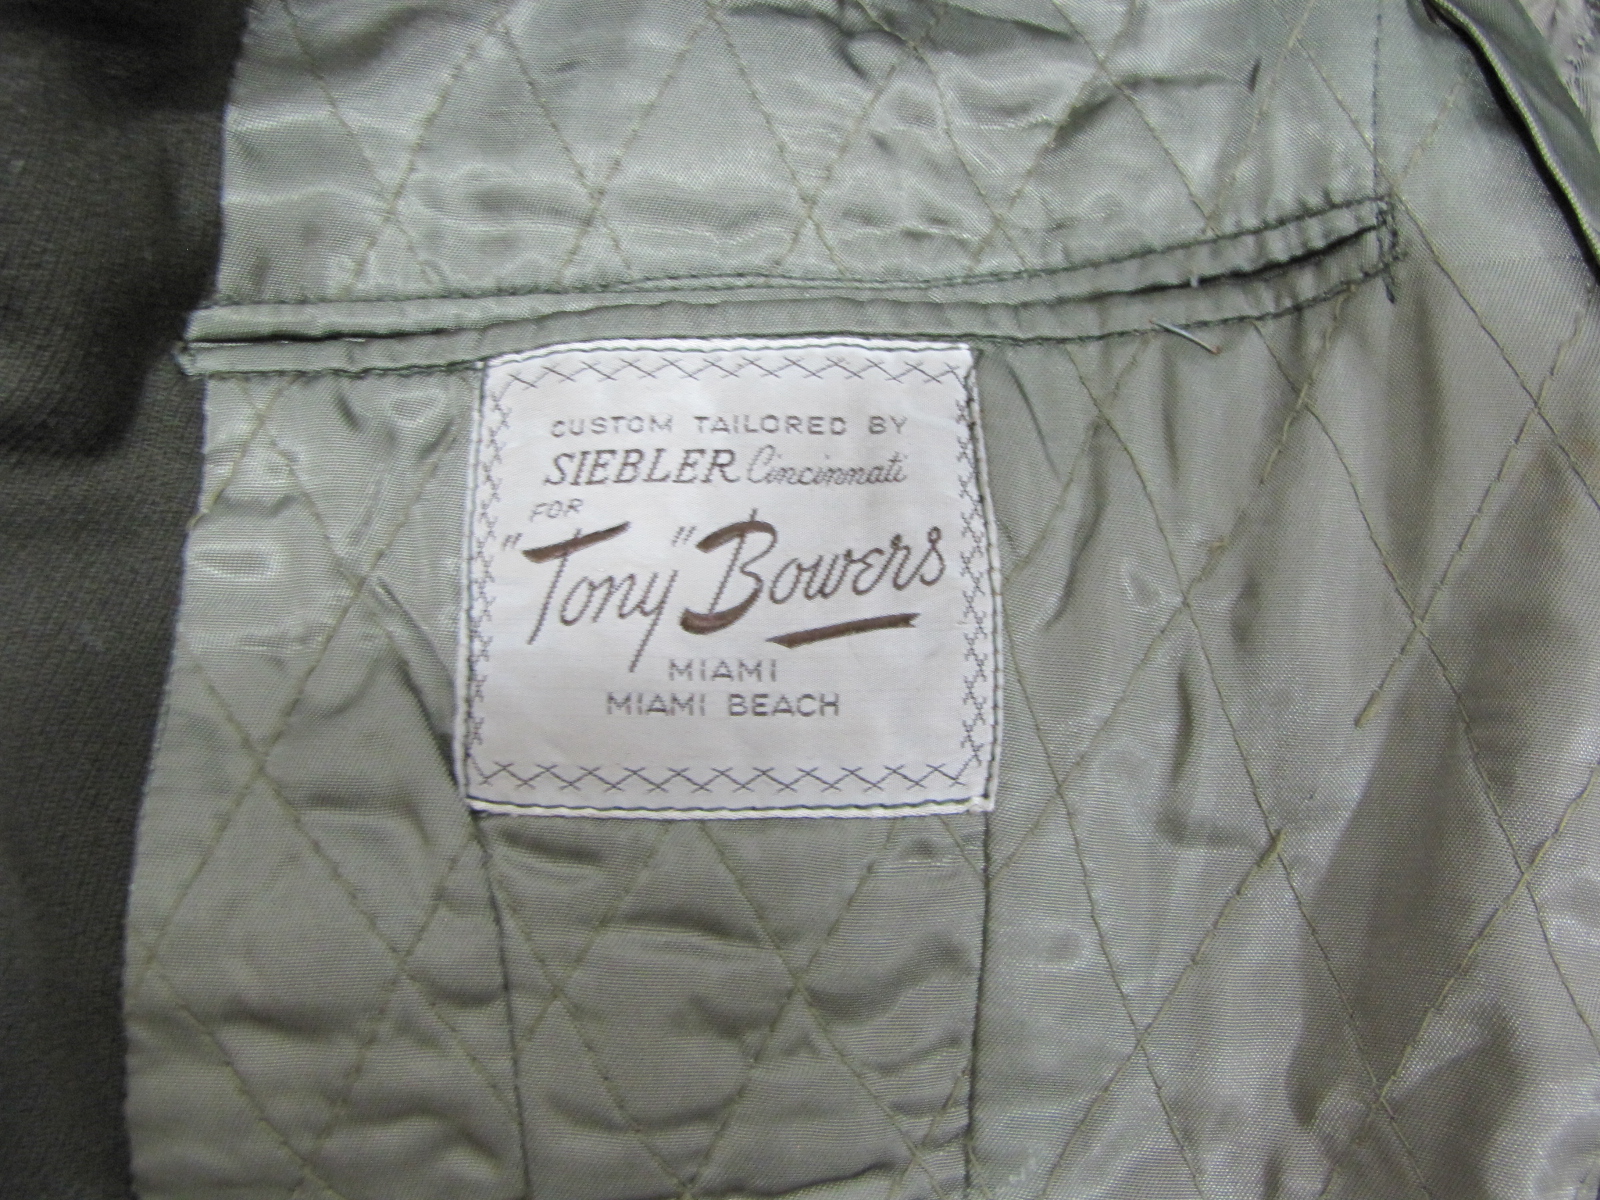 CUSTOM TAILORED BY
SIEBLER Cincinnati
FOR
"Tony" Bowers
MIAMI
MIAMI BEACH